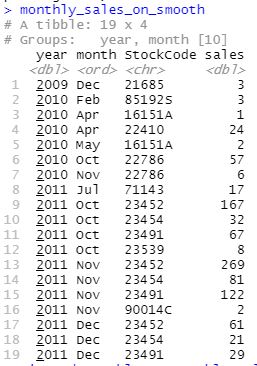 > monthly_sales_on_smooth
# A tibble: 19 x 4
# Groups:   year, month [10]
    year month StockCode sales
   <dbl> <ord> <chr>     <dbl>
 1  2009 Dec   21685         3
 2  2010 Feb   85192S        3
 3  2010 Apr   16151A        1
 4  2010 Apr   22410        24
 5  2010 May   16151A        2
 6  2010 Oct   22786        57
 7  2010 Nov   22786         6
 8  2011 Jul   71143        17
 9  2011 Oct   23452       167
10  2011 Oct   23454        32
11  2011 Oct   23491        67
12  2011 Oct   23539         8
13  2011 Nov   23452       269
14  2011 Nov   23454        81
15  2011 Nov   23491       122
16  2011 Nov   90014C        2
17  2011 Dec   23452        61
18  2011 Dec   23454        21
19  2011 Dec   23491        29